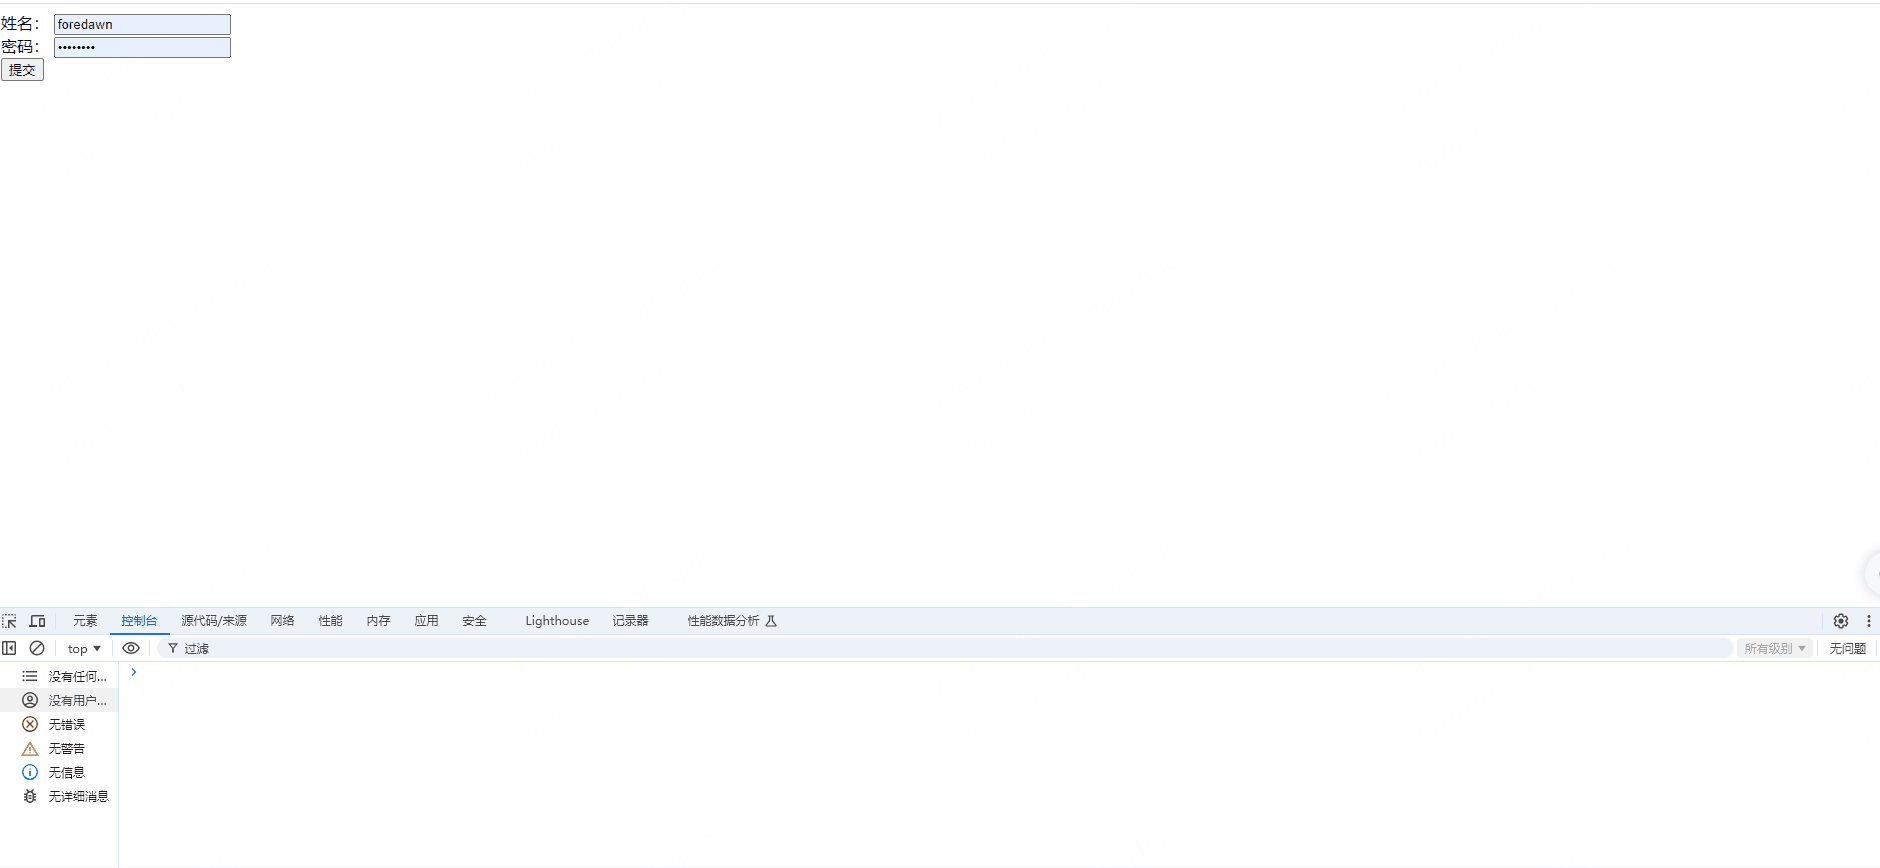 姓名： foredawn
密码： ••••••••
提交
元素 控制台 源代码/来源 网络 性能 内存 应用 安全 Lighthouse 记录器 性能数据分析
top 过滤 所有级别 无问题
没有任何...
没有用户...
无错误
无警告
无信息
无详细消息